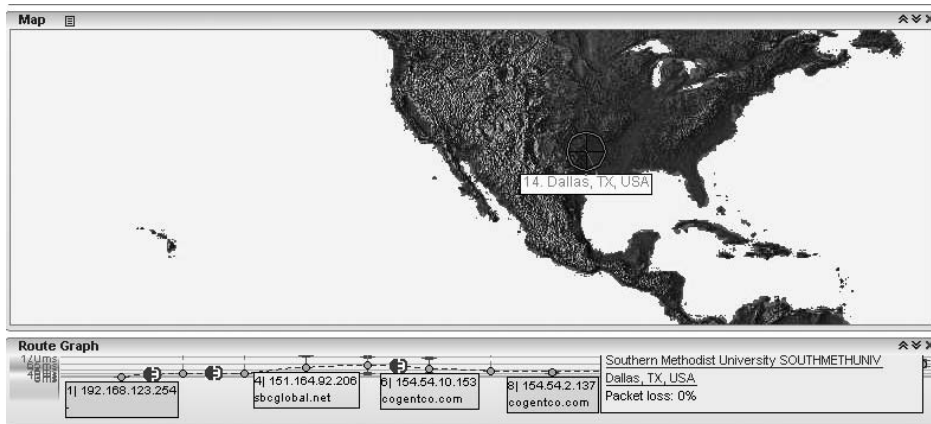 Map
14. Dallas, TX, USA
Route Graph
1| 192.168.123.254
-
4| 151.164.92.206
sbcglobal.net
6| 154.54.10.153
cogentco.com
8| 154.54.2.137
cogentco.com
Southern Methodist University SOUTHMETHUNIV
Dallas, TX, USA
Packet loss: 0%